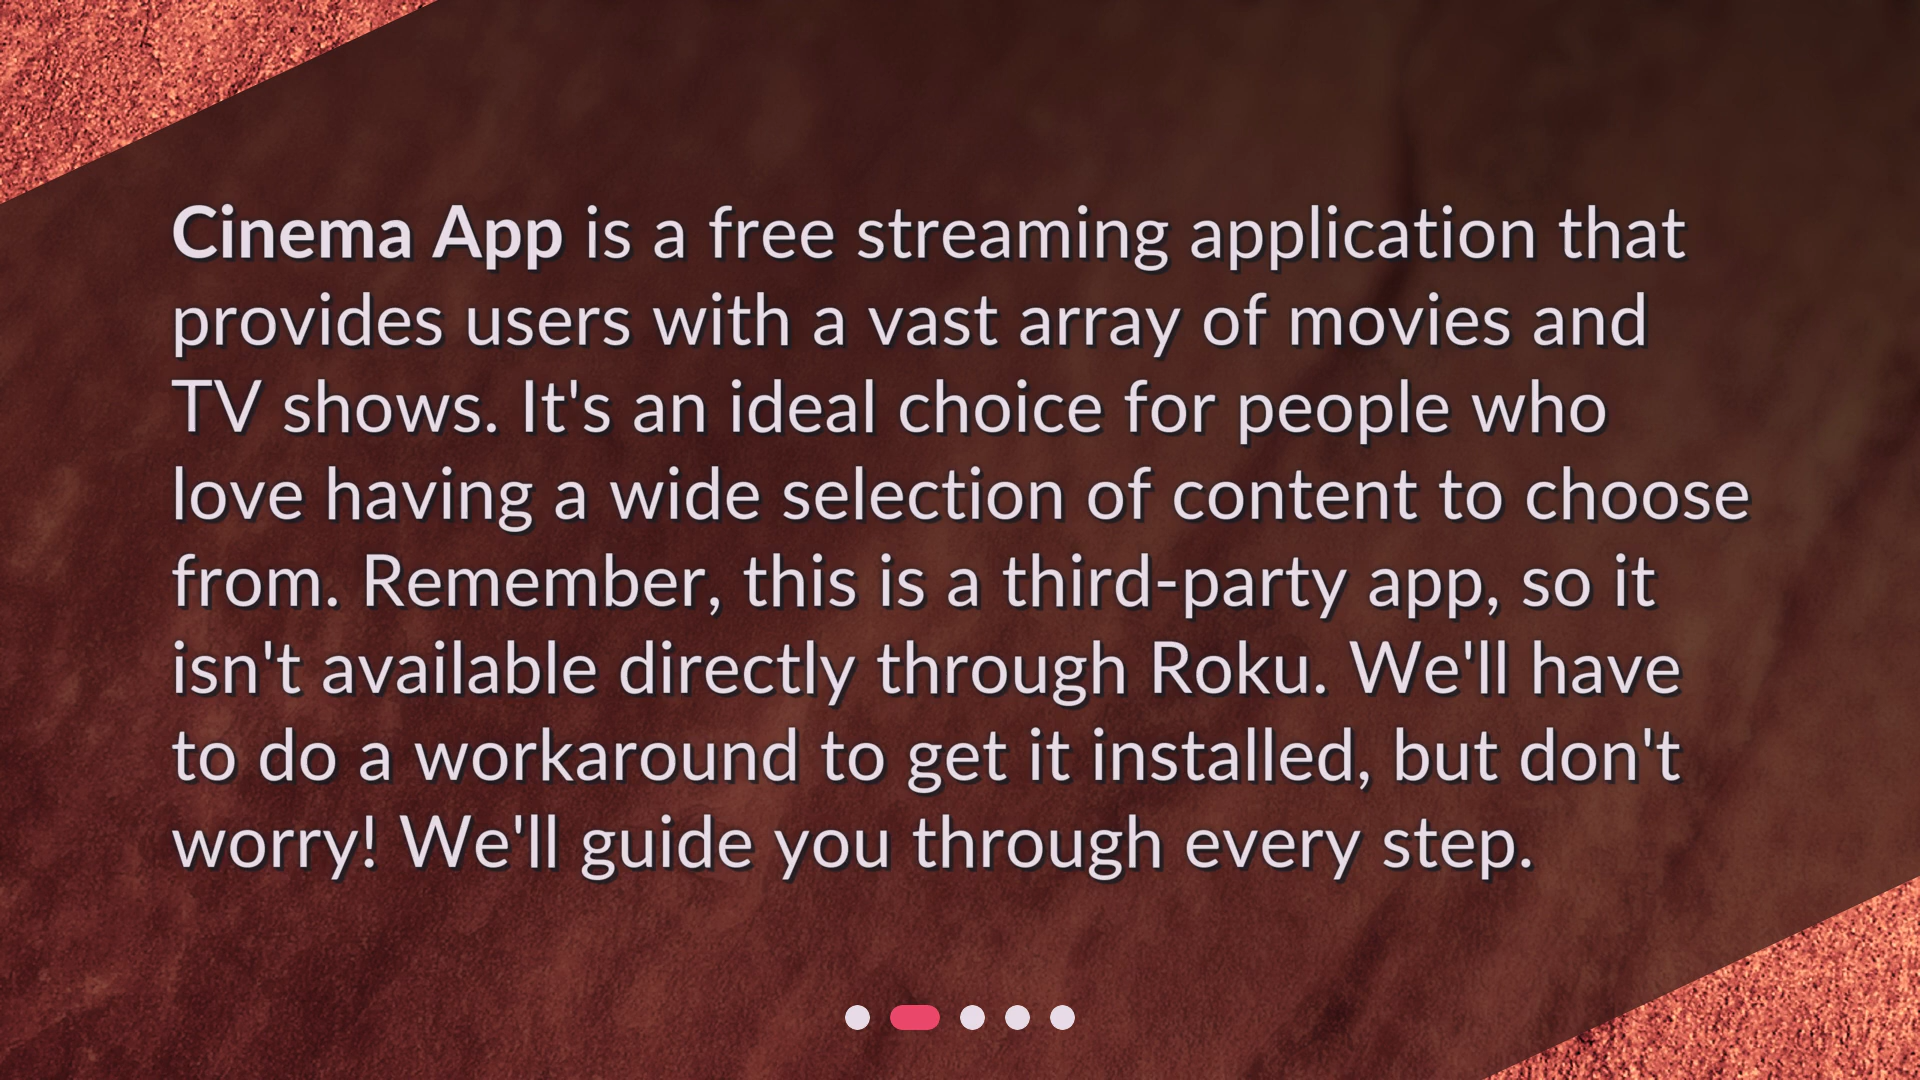 Cinema App is a free streaming application that
provides users with a vast array of movies and
TV shows. It's an ideal choice for people who
love having a wide selection of content to choose
from. Remember, this is a third-party app, so it
isn't available directly through Roku. We'll have
to do a workaround to get it installed, but don't
worry! We'll guide you through every step.